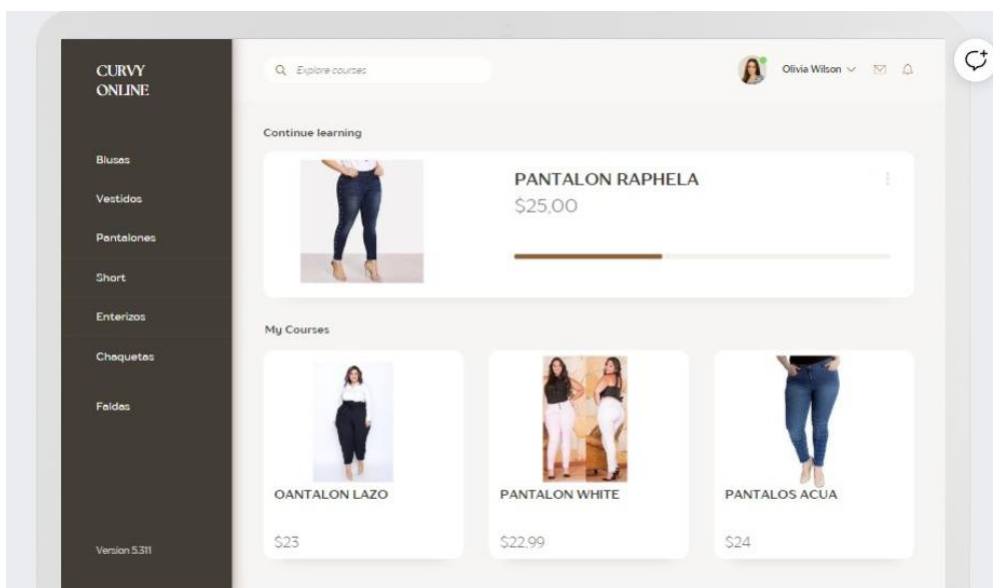 CURVY
ONLINE
Explore courses
Olivia Wilson
Blusas
Vestidos
Pantalones
Short
Enterizos
Chaquetas
Faldas
Version 5.311
Continue learning
PANTALON RAPHELA
$25,00
My Courses
OANTALON LAZO
$23
PANTALON WHITE
$22,99
PANTALOS ACUA
$24